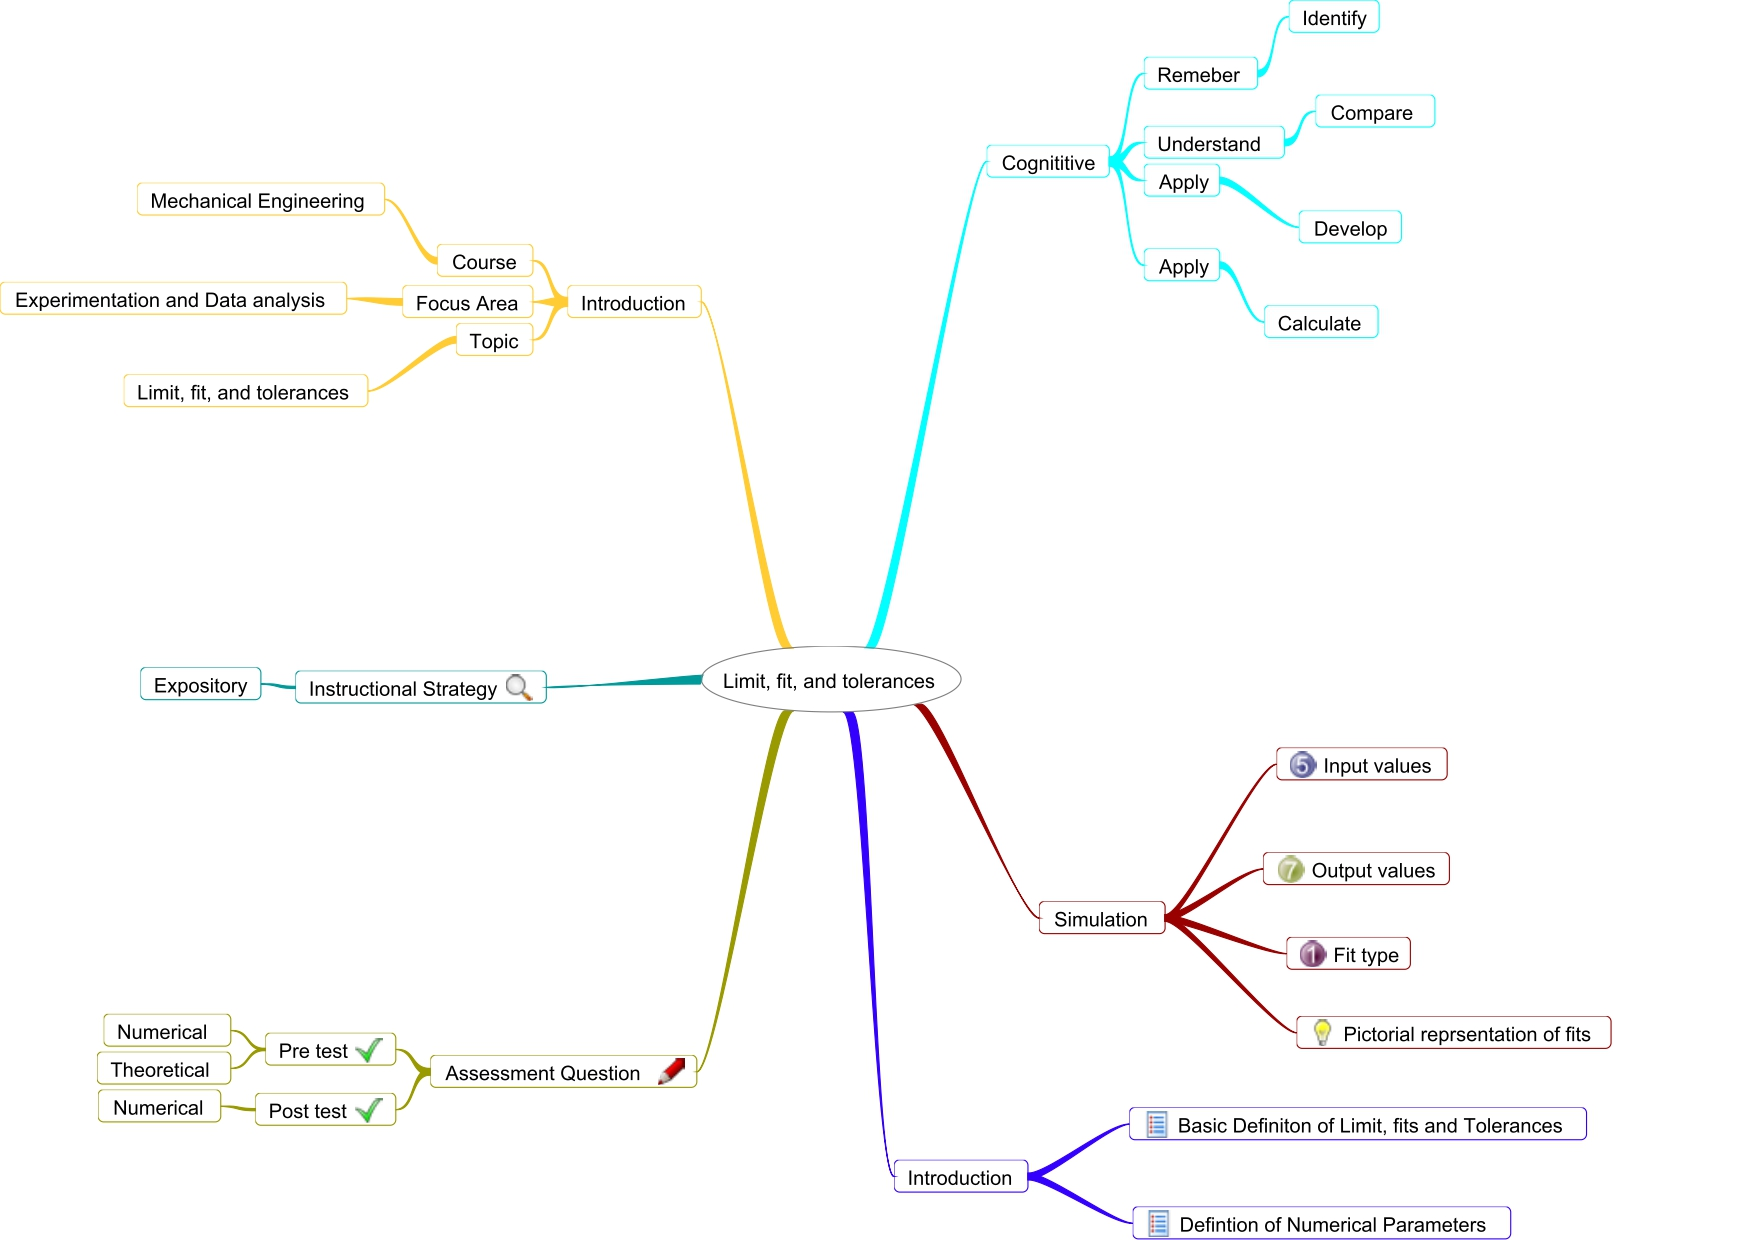 Identify
Remeber
Compare
Understand
Cognititive
Apply
Develop
Apply
Calculate
Mechanical Engineering
Course
Experimentation and Data analysis
Focus Area
Introduction
Topic
Limit, fit, and tolerances
Expository
Instructional Strategy
Limit, fit, and tolerances
5 Input values
7 Output values
Simulation
1 Fit type
Pictorial reprsentation of fits
Numerical
Pre test
Theoretical
Assessment Question
Numerical
Post test
Basic Definiton of Limit, fits and Tolerances
Introduction
Defintion of Numerical Parameters